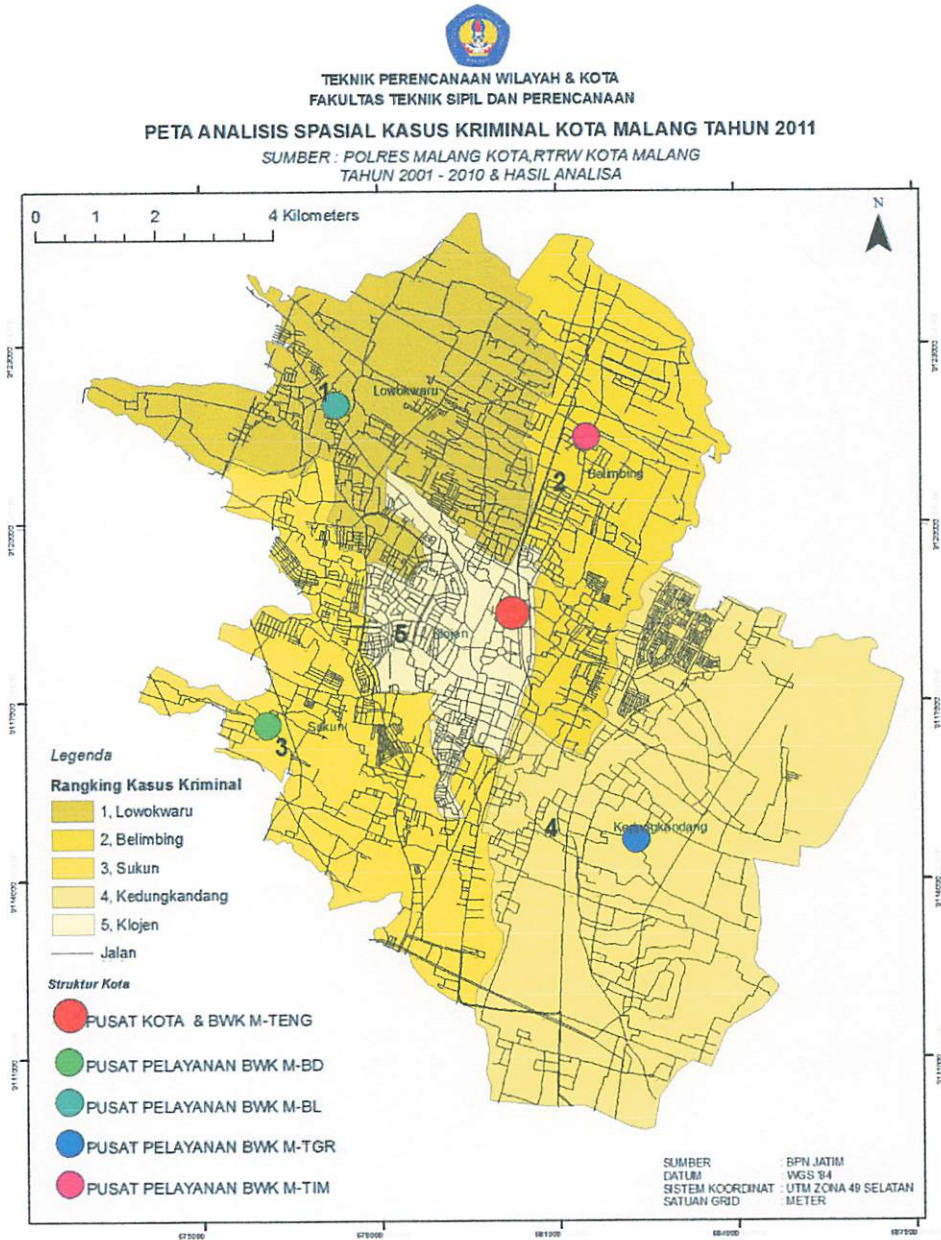 TEKNIK PERENCANAAN WILAYAH & KOTA
FAKULTAS TEKNIK SIPIL DAN PERENCANAAN
PETA ANALISIS SPASIAL KASUS KRIMINAL KOTA MALANG TAHUN 2011
SUMBER : POLRES MALANG KOTA,RTRW KOTA MALANG
TAHUN 2001 - 2010 & HASIL ANALISA
0 1 2 4 Kilometers
N
1
Lowokwaru
2
Belimbing
5
Klojen
3
Sukun
4
Kedungkandang
Legenda
Rangking Kasus Kriminal
1, Lowokwaru
2, Belimbing
3, Sukun
4, Kedungkandang
5, Klojen
Jalan
Struktur Kota
PUSAT KOTA & BWK M-TENG
PUSAT PELAYANAN BWK M-BD
PUSAT PELAYANAN BWK M-BL
PUSAT PELAYANAN BWK M-TGR
PUSAT PELAYANAN BWK M-TIM
SUMBER : BPN JATIM
DATUM : WGS '84
SISTEM KOORDINAT : UTM ZONA 49 SELATAN
SATUAN GRID : METER